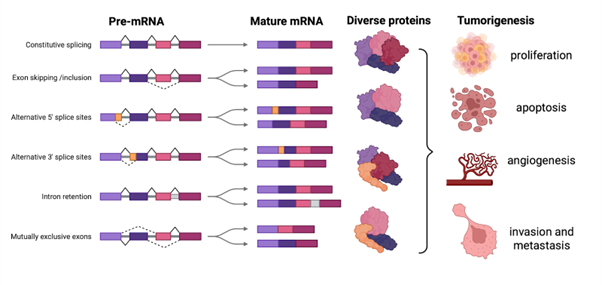 Pre-mRNA
Mature mRNA
Diverse proteins
Tumorigenesis
Constitutive splicing
Exon skipping /inclusion
Alternative 5' splice sites
Alternative 3' splice sites
Intron retention
Mutually exclusive exons
proliferation
apoptosis
angiogenesis
invasion and
metastasis